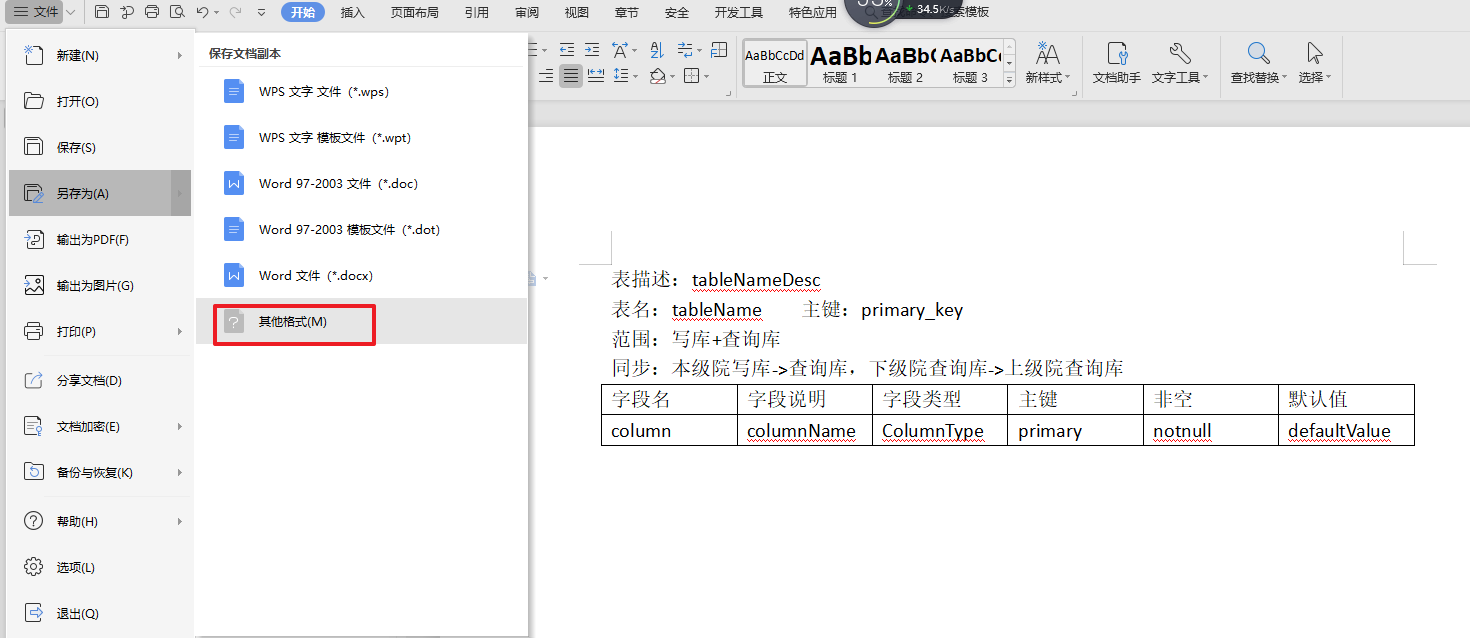 文件
开始 插入 页面布局 引用 审阅 视图 章节 安全 开发工具 特色应用
素模板
34.5K/s
AaBbCcDd AaBb AaBb( AaBbC
正文 标题 1 标题 2 标题 3
新样式 文档助手 文字工具 查找替换 选择
新建(N)
打开(O)
保存(S)
另存为(A)
输出为PDF(F)
输出为图片(G)
打印(P)
分享文档(D)
文档加密(E)
备份与恢复(K)
帮助(H)
选项(L)
退出(Q)
保存文档副本
WPS 文字 文件 (*.wps)
WPS 文字 模板文件 (*.wpt)
Word 97-2003 文件 (*.doc)
Word 97-2003 模板文件 (*.dot)
Word 文件 (*.docx)
其他格式(M)
表描述：tableNameDesc
表名：tableName 主键：primary_key
范围：写库+查询库
同步：本级院写库->查询库，下级院查询库->上级院查询库
字段名 字段说明 字段类型 主键 非空 默认值
column columnName ColumnType primary notnull defaultValue